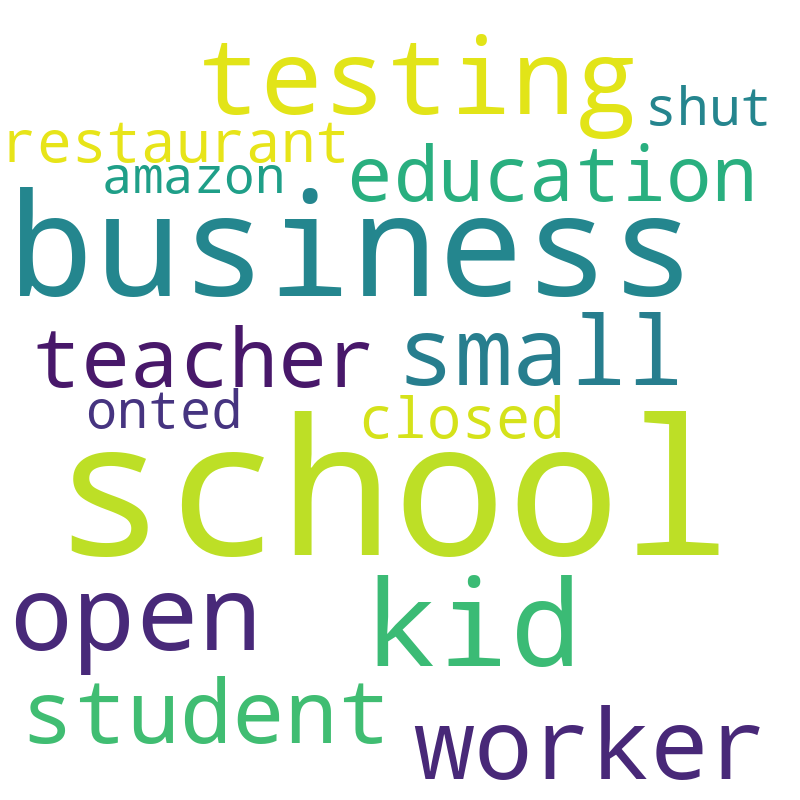 testing
shut
restaurant
amazon
education
business
teacher
small
onted
closed
school
open
kid
student
worker